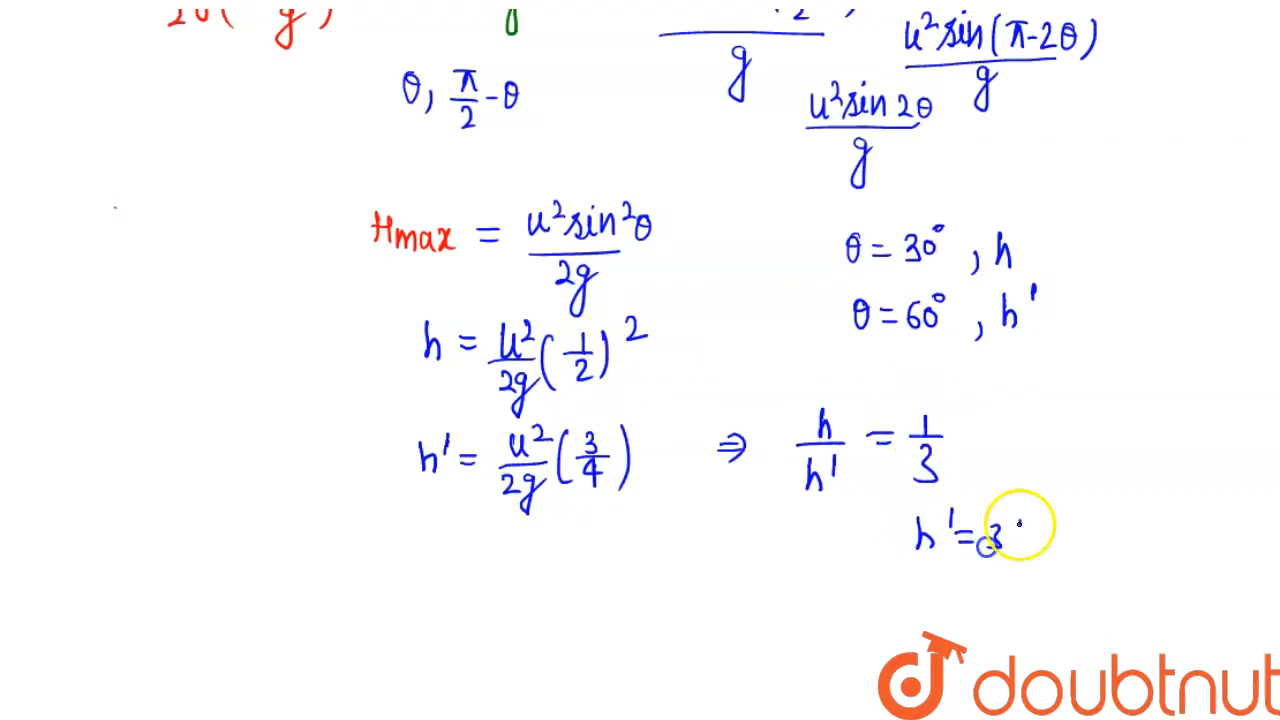 g
u²sin(π-2θ)/g
θ, π/2 -θ
u²sin2θ/g
Hmax = u²sin²θ/2g
θ = 30°, h
θ = 60°, h'
h = u²/2g (1/2)²
h' = u²/2g (3/4) ⇒ h/h' = 1/3
h' = 3
doubtnut